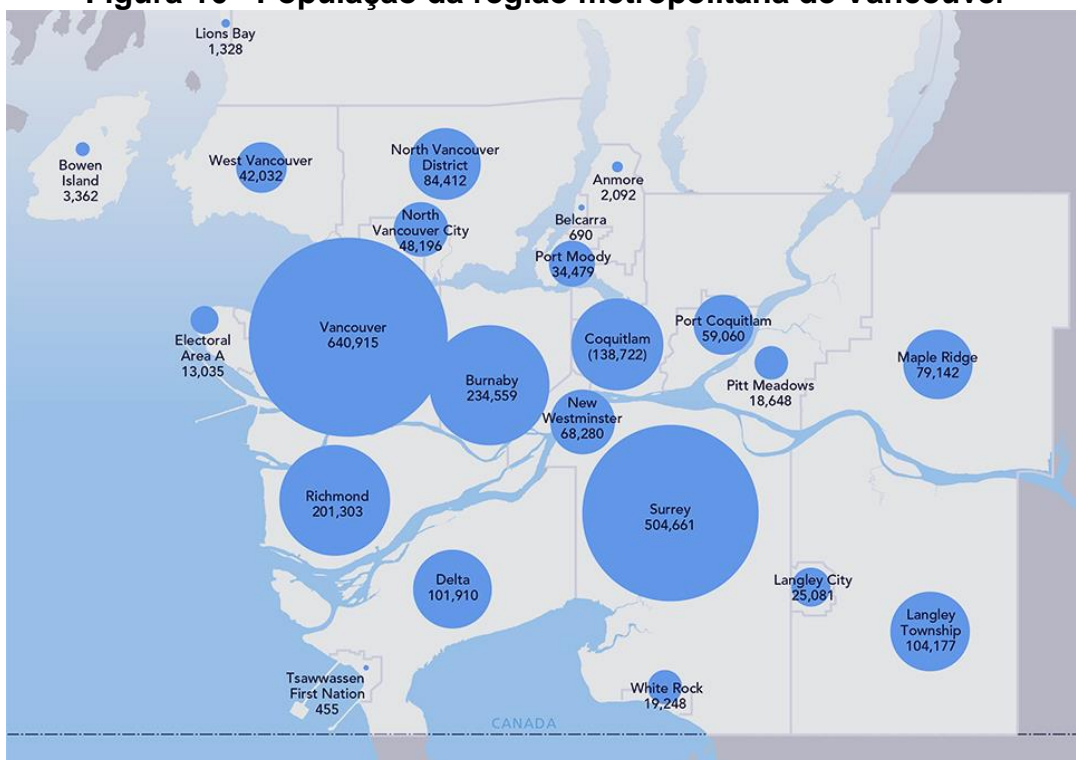 Figura 10 - População da região metropolitana de Vancouver
Lions Bay
1,328
Bowen
Island
3,362
West Vancouver
42,032
North Vancouver
District
84,412
Anmore
2,092
Belcarra
690
North
Vancouver City
48,196
Port Moody
34,479
Electoral
Area A
13,035
Vancouver
640,915
Burnaby
234,559
Coquitlam
(138,722)
Port Coquitlam
59,060
Pitt Meadows
18,648
Maple Ridge
79,142
New
Westminster
68,280
Richmond
201,303
Surrey
504,661
Delta
101,910
Langley City
25,081
Langley
Township
104,177
Tsawwassen
First Nation
455
White Rock
19,248
CANADA